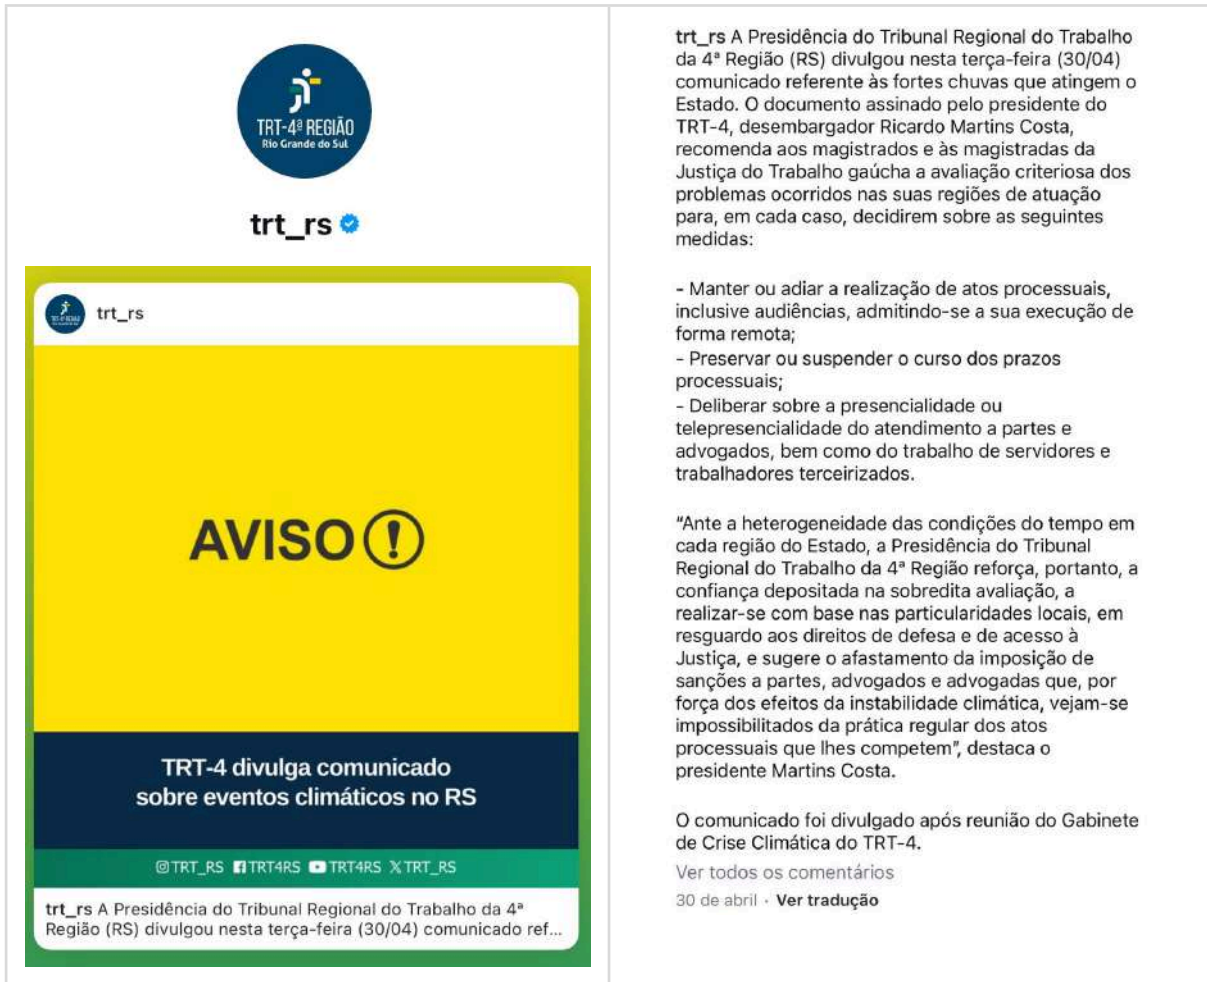 TRT-4ª REGIÃO
Rio Grande do Sul
trt_rs
trt_rs
AVISO!
TRT-4 divulga comunicado
sobre eventos climáticos no RS
TRT_RS TRT4RS TRT4RS TRT_RS
trt_rs A Presidência do Tribunal Regional do Trabalho da 4ª
Região (RS) divulgou nesta terça-feira (30/04) comunicado ref...
trt_rs A Presidência do Tribunal Regional do Trabalho
da 4ª Região (RS) divulgou nesta terça-feira (30/04)
comunicado referente às fortes chuvas que atingem o
Estado. O documento assinado pelo presidente do
TRT-4, desembargador Ricardo Martins Costa,
recomenda aos magistrados e às magistradas da
Justiça do Trabalho gaúcha a avaliação criteriosa dos
problemas ocorridos nas suas regiões de atuação
para, em cada caso, decidirem sobre as seguintes
medidas:
- Manter ou adiar a realização de atos processuais,
inclusive audiências, admitindo-se a sua execução de
forma remota;
- Preservar ou suspender o curso dos prazos
processuais;
- Deliberar sobre a presencialidade ou
telepresencialidade do atendimento a partes e
advogados, bem como do trabalho de servidores e
trabalhadores terceirizados.
“Ante a heterogeneidade das condições do tempo em
cada região do Estado, a Presidência do Tribunal
Regional do Trabalho da 4ª Região reforça, portanto, a
confiança depositada na sobredita avaliação, a
realizar-se com base nas particularidades locais, em
resguardo aos direitos de defesa e de acesso à
Justiça, e sugere o afastamento da imposição de
sanções a partes, advogados e advogadas que, por
força dos efeitos da instabilidade climática, vejam-se
impossibilitados da prática regular dos atos
processuais que lhes competem”, destaca o
presidente Martins Costa.
O comunicado foi divulgado após reunião do Gabinete
de Crise Climática do TRT-4.
Ver todos os comentários
30 de abril · Ver tradução